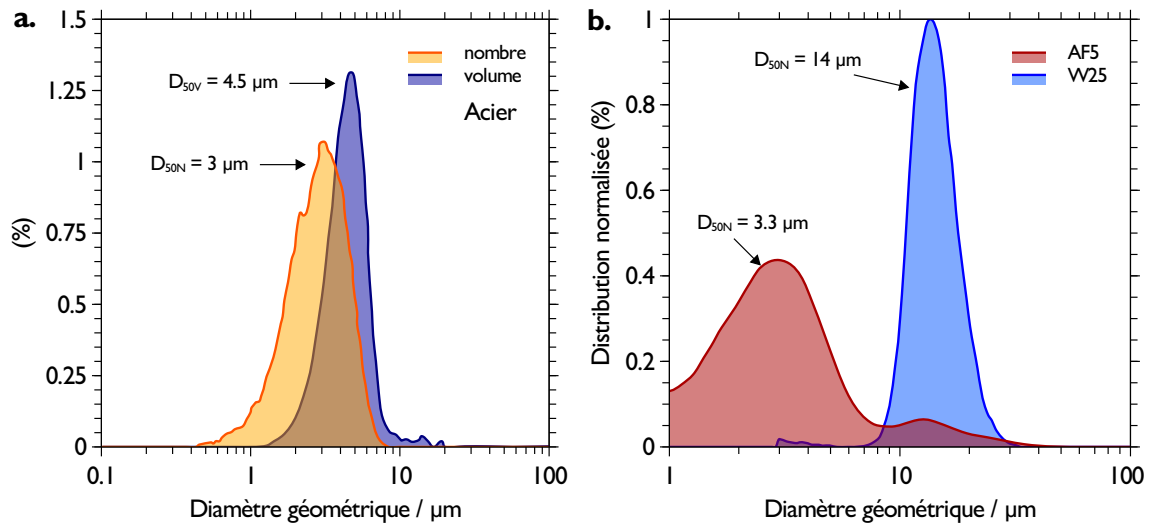 a.
1.5
1.25
1
0.75
0.5
0.25
0
(%)
nombre
volume
Acier
D50V = 4.5 µm
D50N = 3 µm
0.1
1
10
100
Diamètre géométrique / µm
b.
1
0.8
0.6
0.4
0.2
0
Distribution normalisée (%)
AF5
W25
D50N = 14 µm
D50N = 3.3 µm
1
10
100
Diamètre géométrique / µm